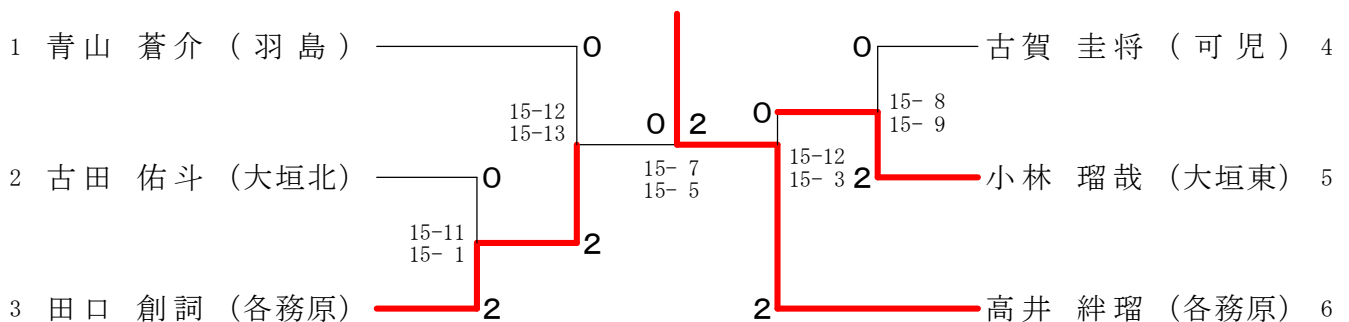 1 青山 蒼介 (羽島) 0
0 古賀 圭将 (可児) 4
15-12
15-13
0 2
0
15- 8
15- 9
15- 7
15- 5
15-12
15- 3
2 古田 佑斗 (大垣北) 0
2 小林 瑠哉 (大垣東) 5
15-11
15- 1
2
3 田口 創詞 (各務原) 2
2 高井 絆瑠 (各務原) 6